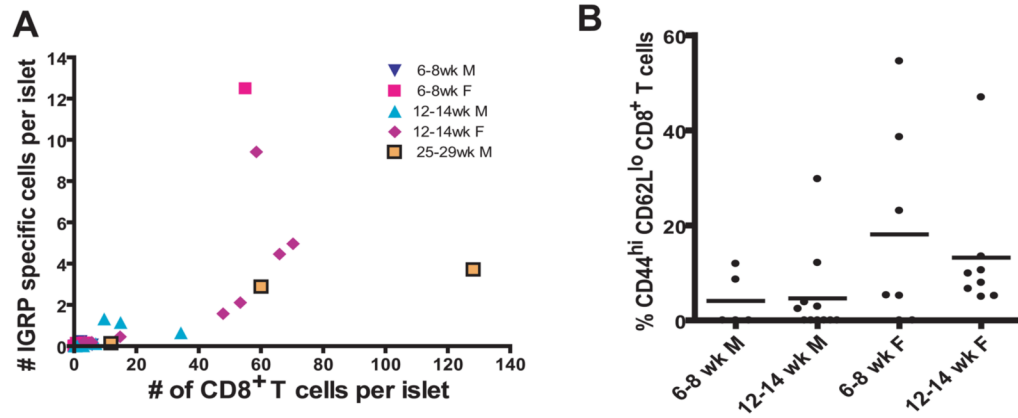 A
# IGRP specific cells per islet
14
12
10
8
6
4
2
0
0 20 40 60 80 100 120 140
# of CD8+ T cells per islet
6-8wk M
6-8wk F
12-14wk M
12-14wk F
25-29wk M
B
% CD44hi CD62Llo CD8+ T cells
60
40
20
0
6-8 wk M
12-14 wk M
6-8 wk F
12-14 wk F